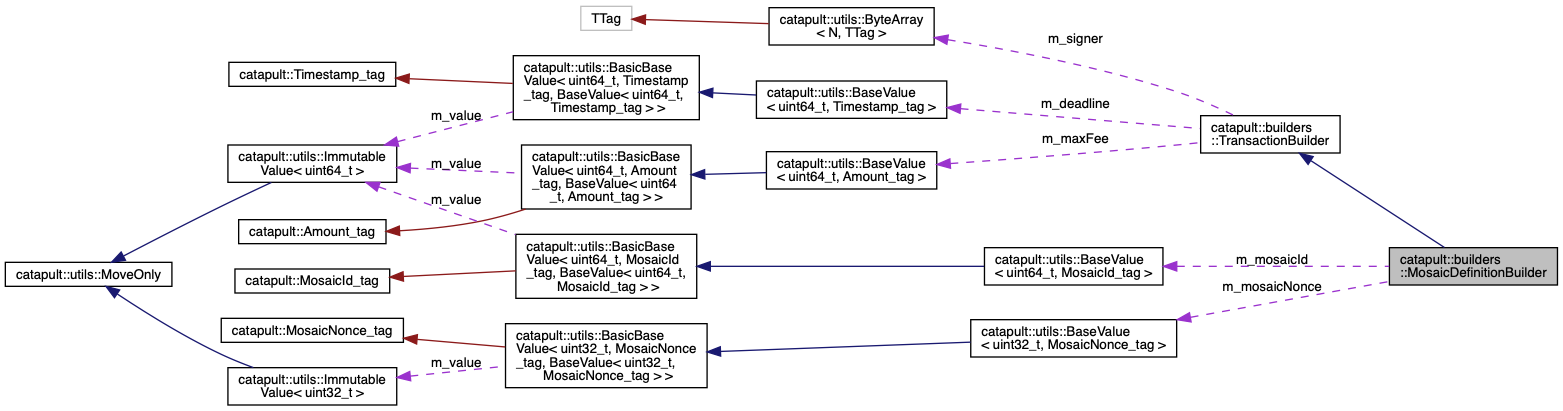 TTag
catapult::utils::ByteArray
< N, TTag >
m_signer
catapult::Timestamp_tag
catapult::utils::BasicBase
Value< uint64_t, Timestamp
_tag, BaseValue< uint64_t,
Timestamp_tag > >
catapult::utils::BaseValue
< uint64_t, Timestamp_tag >
m_deadline
m_value
catapult::builders
::TransactionBuilder
m_maxFee
catapult::utils::Immutable
Value< uint64_t >
m_value
catapult::utils::BasicBase
Value< uint64_t, Amount
_tag, BaseValue< uint64
_t, Amount_tag > >
catapult::utils::BaseValue
< uint64_t, Amount_tag >
m_value
catapult::Amount_tag
catapult::utils::MoveOnly
catapult::MosaicId_tag
catapult::utils::BasicBase
Value< uint64_t, MosaicId
_tag, BaseValue< uint64_t,
MosaicId_tag > >
catapult::utils::BaseValue
< uint64_t, MosaicId_tag >
m_mosaicId
catapult::builders
::MosaicDefinitionBuilder
m_mosaicNonce
catapult::MosaicNonce_tag
catapult::utils::BasicBase
Value< uint32_t, MosaicNonce
_tag, BaseValue< uint32_t,
MosaicNonce_tag > >
catapult::utils::BaseValue
< uint32_t, MosaicNonce_tag >
m_value
catapult::utils::Immutable
Value< uint32_t >